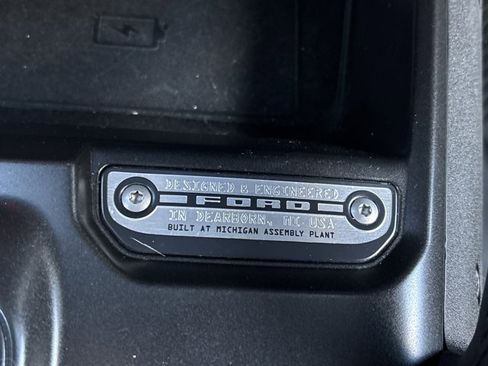 DESIGNED & ENGINEERED
FORD
IN DEARBORN, MI USA
BUILT AT MICHIGAN ASSEMBLY PLANT